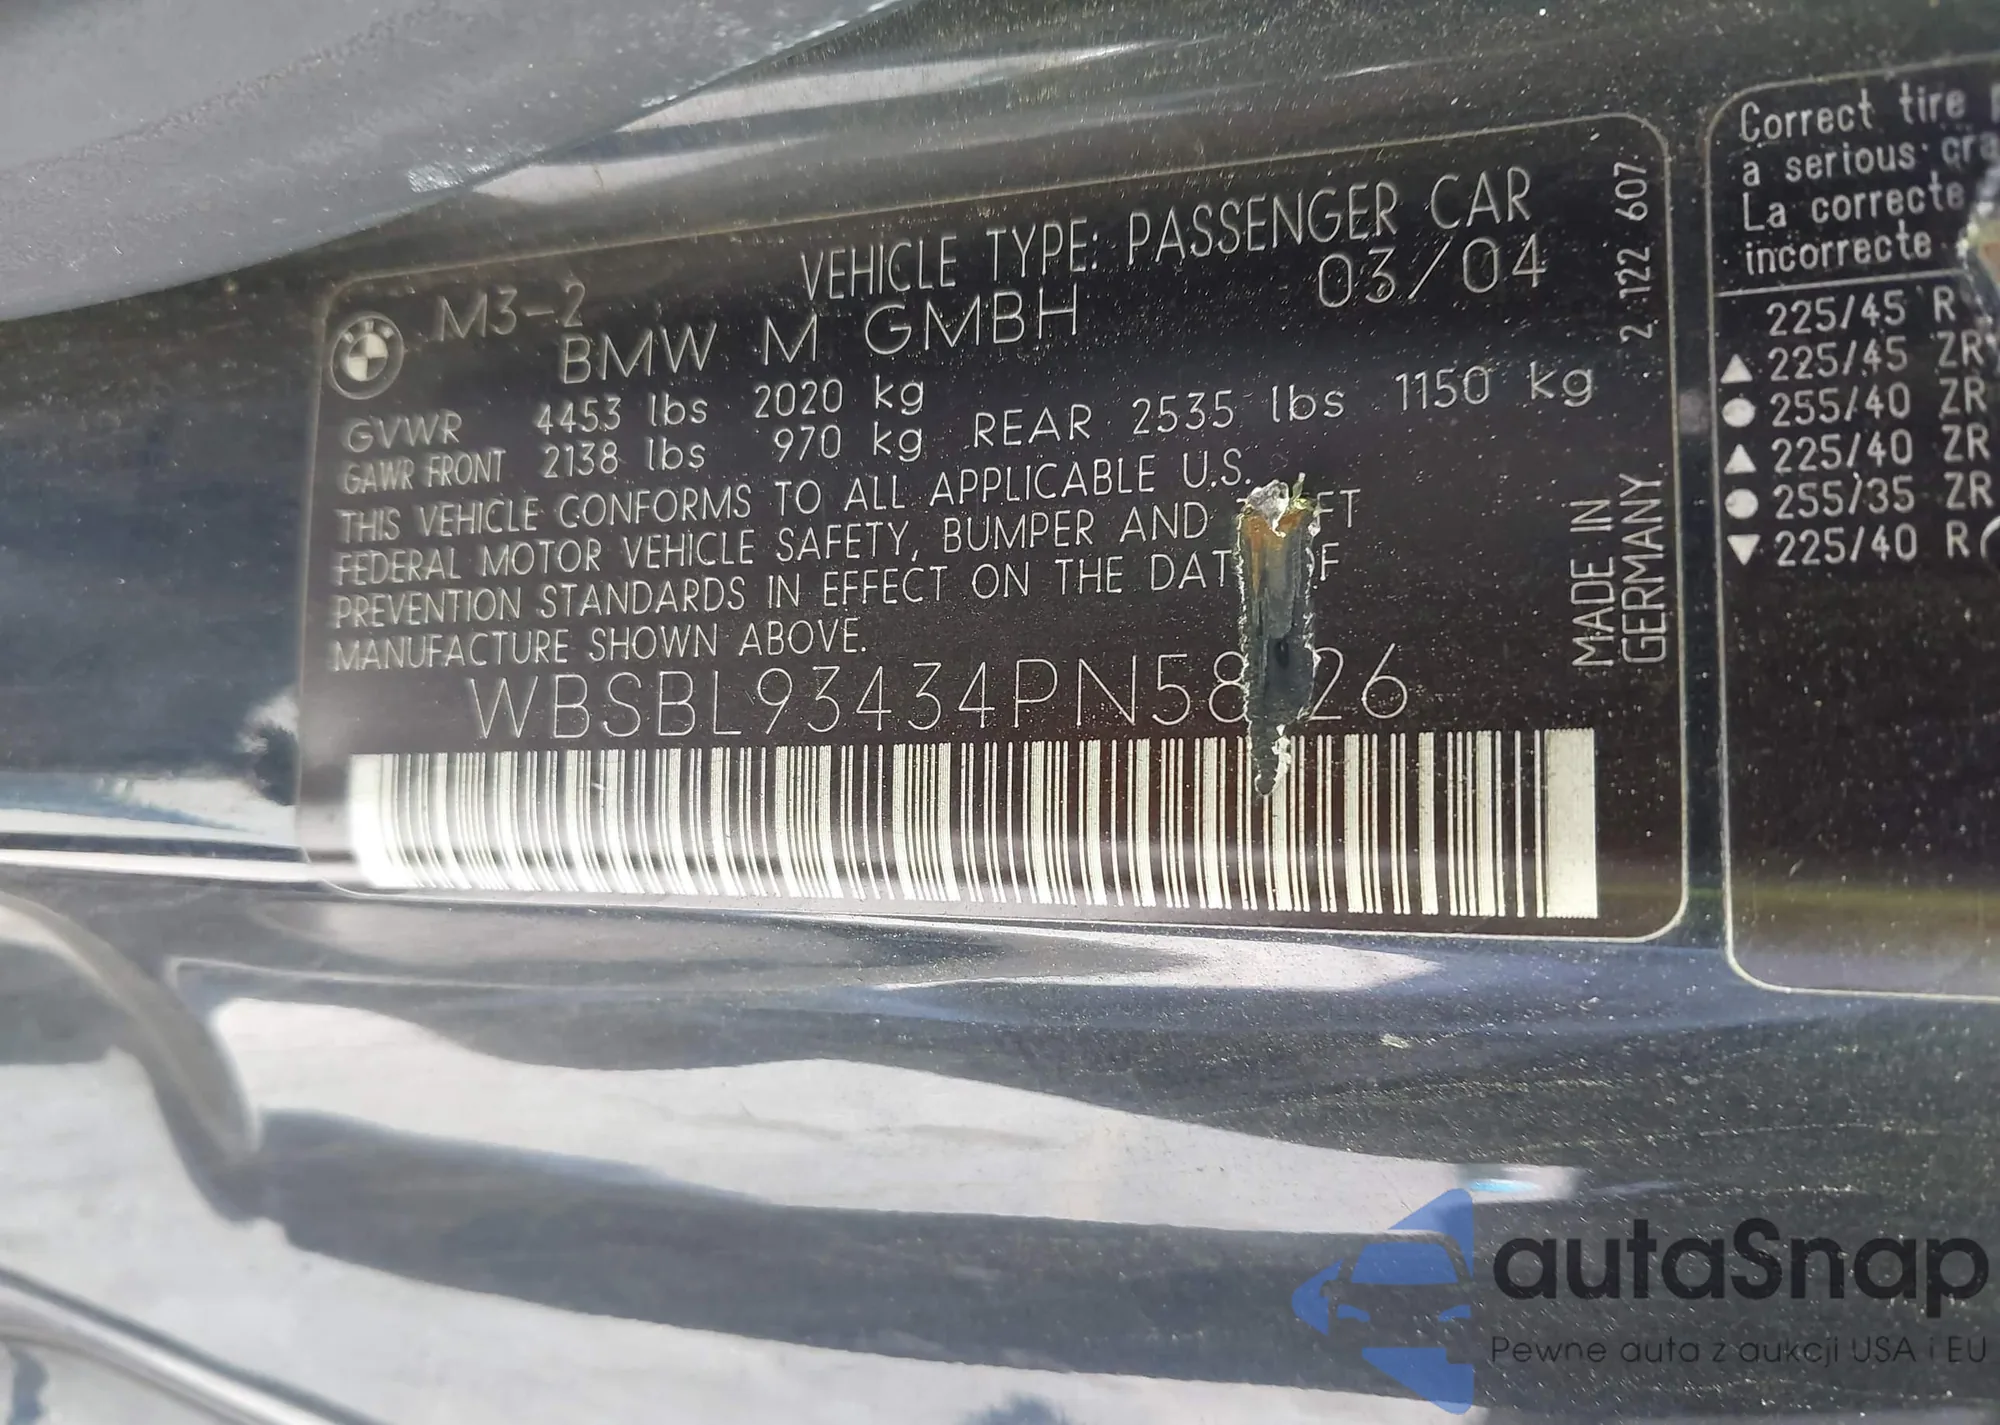 M3-2 VEHICLE TYPE: PASSENGER CAR
BMW M GMBH 03/04
GVWR 4453 lbs 2020 kg
GAWR FRONT 2138 lbs 970 kg REAR 2535 lbs 1150 kg
THIS VEHICLE CONFORMS TO ALL APPLICABLE U.S.
FEDERAL MOTOR VEHICLE SAFETY, BUMPER AND
PREVENTION STANDARDS IN EFFECT ON THE
MANUFACTURE SHOWN ABOVE.
2 122 607
MADE IN
GERMANY
Correct tire
a serious
La correcte
incorrecte
225/45 R
▲ 225/45 ZR
● 255/40 ZR
▲ 225/40 ZR
● 255/35 ZR
▼ 225/40 R
autaSnap
Pewne auta z aukcji USA i EU